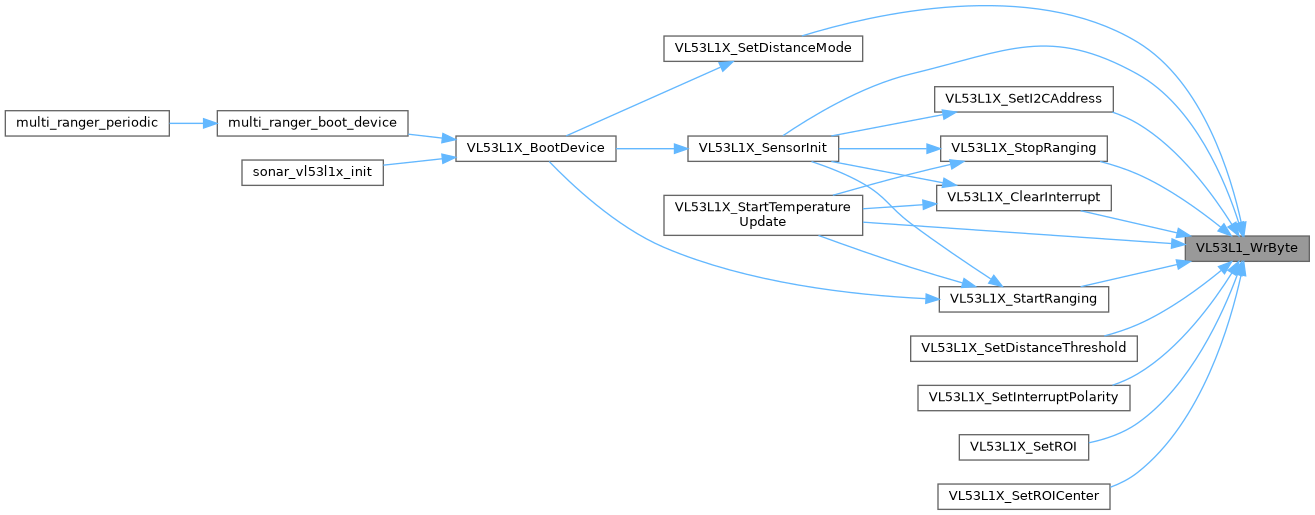 VL53L1X_SetDistanceMode
VL53L1X_SetI2CAddress
multi_ranger_periodic
multi_ranger_boot_device
VL53L1X_BootDevice
VL53L1X_SensorInit
VL53L1X_StopRanging
sonar_vl53l1x_init
VL53L1X_ClearInterrupt
VL53L1X_StartTemperature
Update
VL53L1_WrByte
VL53L1X_StartRanging
VL53L1X_SetDistanceThreshold
VL53L1X_SetInterruptPolarity
VL53L1X_SetROI
VL53L1X_SetROICenter